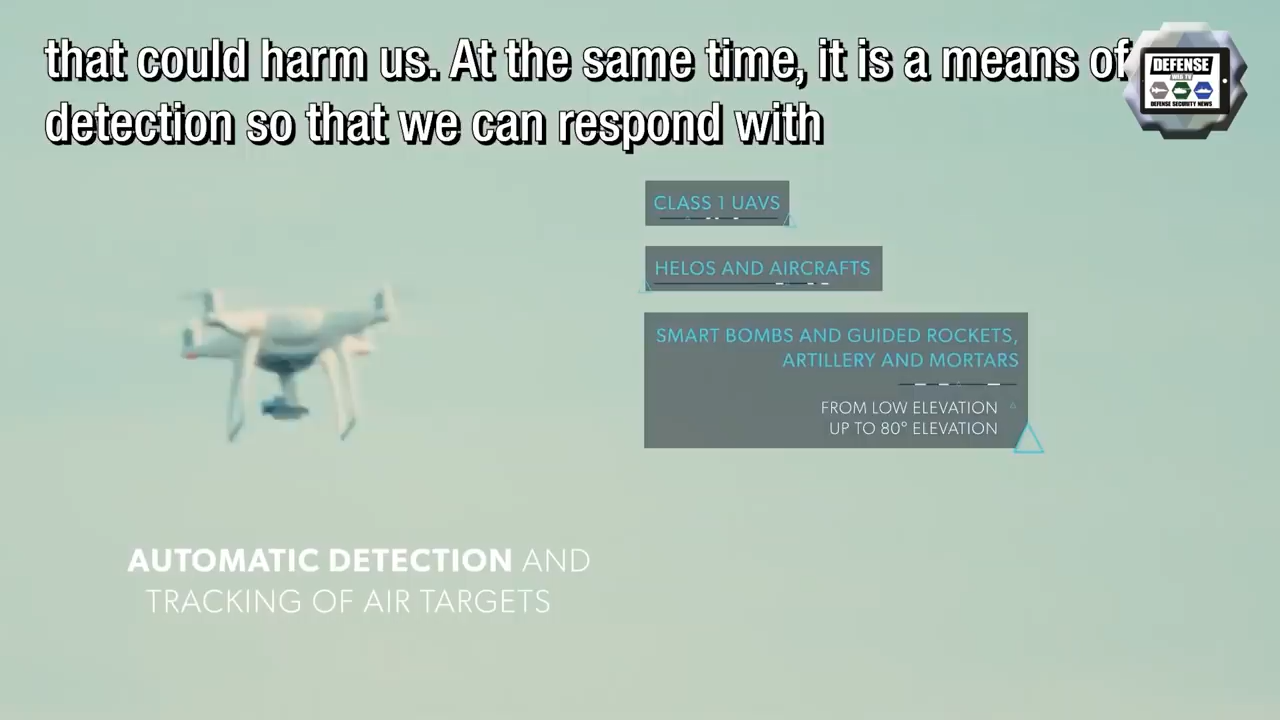 that could harm us. At the same time, it is a means of
detection so that we can respond with
DEFENSE
WEB TV
DEFENSE SECURITY NEWS
CLASS 1 UAVS
HELOS AND AIRCRAFTS
SMART BOMBS AND GUIDED ROCKETS,
ARTILLERY AND MORTARS
FROM LOW ELEVATION
UP TO 80° ELEVATION
AUTOMATIC DETECTION AND
TRACKING OF AIR TARGETS